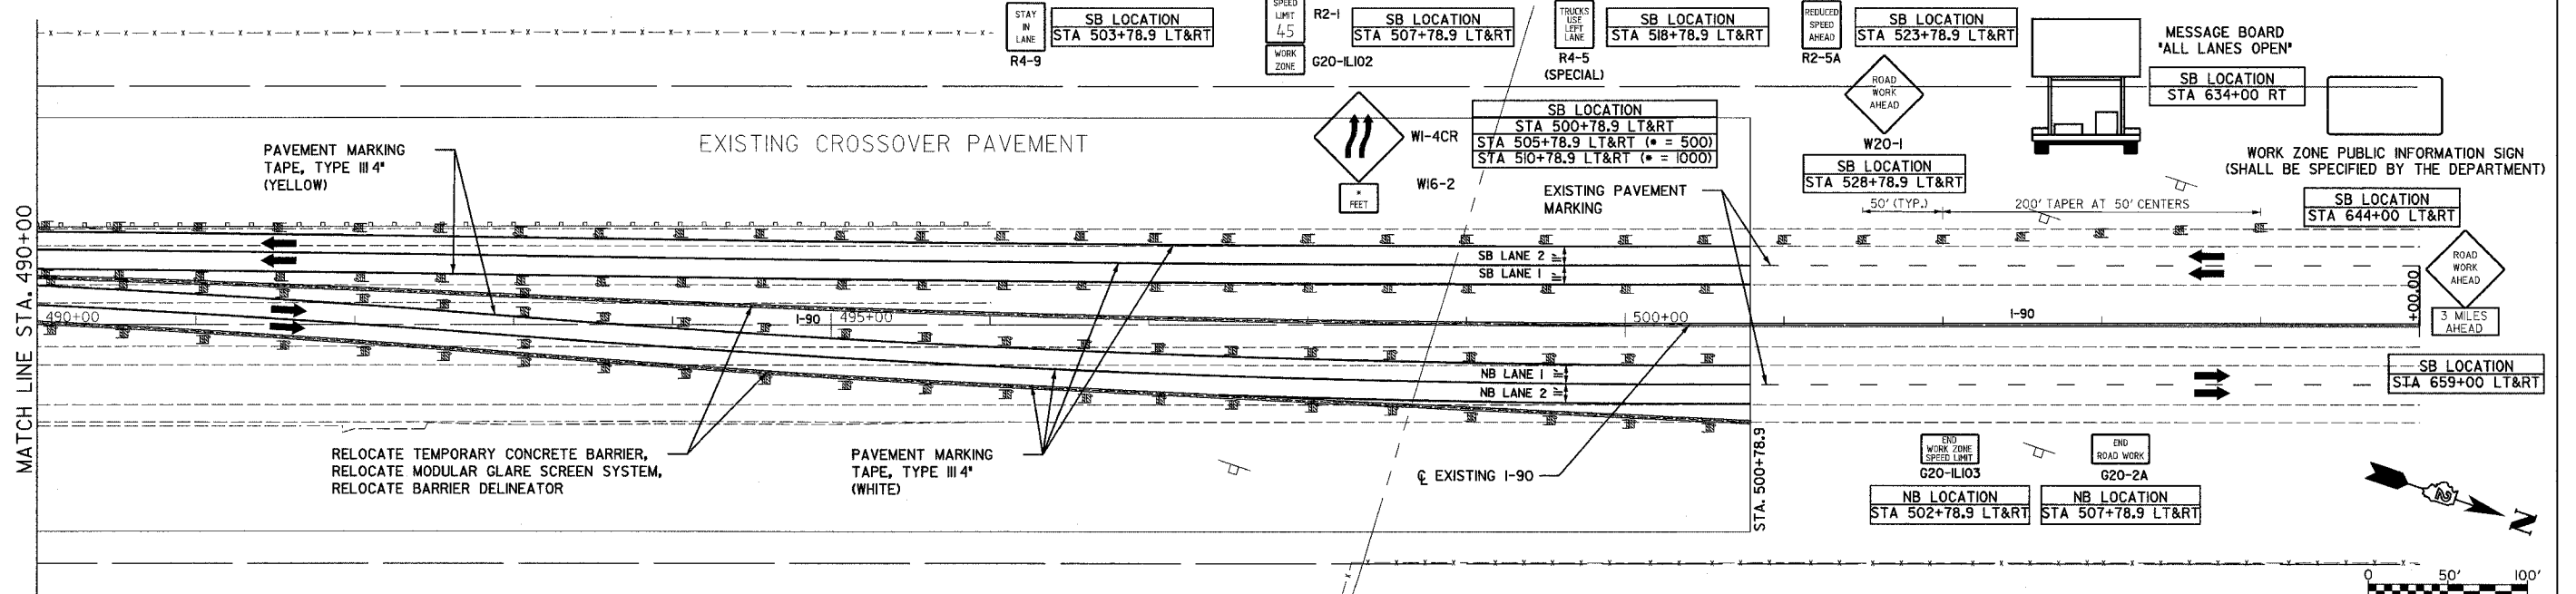 STAY
IN
LANE
R4-9
SB LOCATION
STA 503+78.9 LT&RT
SPEED
LIMIT
45
R2-1
WORK
ZONE
G20-IL102
SB LOCATION
STA 507+78.9 LT&RT
TRUCKS
USE
LEFT
LANE
R4-5
(SPECIAL)
SB LOCATION
STA 518+78.9 LT&RT
REDUCED
SPEED
AHEAD
R2-5A
SB LOCATION
STA 523+78.9 LT&RT
MESSAGE BOARD
"ALL LANES OPEN"
SB LOCATION
STA 634+00 RT
ROAD
WORK
AHEAD
W20-1
SB LOCATION
STA 528+78.9 LT&RT
WORK ZONE PUBLIC INFORMATION SIGN
(SHALL BE SPECIFIED BY THE DEPARTMENT)
SB LOCATION
STA 644+00 LT&RT
W1-4CR
SB LOCATION
STA 500+78.9 LT&RT
STA 505+78.9 LT&RT (* = 500)
STA 510+78.9 LT&RT (* = 1000)
*
FEET
W16-2
EXISTING CROSSOVER PAVEMENT
PAVEMENT MARKING
TAPE, TYPE III 4"
(YELLOW)
EXISTING PAVEMENT
MARKING
50' (TYP.)
200' TAPER AT 50' CENTERS
MATCH LINE STA. 490+00
SB LANE 2
SB LANE 1
490+00
I-90
495+00
500+00
I-90
+00.00
ROAD
WORK
AHEAD
3 MILES
AHEAD
SB LOCATION
STA 659+00 LT&RT
NB LANE 1
NB LANE 2
RELOCATE TEMPORARY CONCRETE BARRIER,
RELOCATE MODULAR GLARE SCREEN SYSTEM,
RELOCATE BARRIER DELINEATOR
PAVEMENT MARKING
TAPE, TYPE III 4"
(WHITE)
℄ EXISTING I-90
STA. 500+78.9
END
WORK ZONE
SPEED LIMIT
G20-IL103
NB LOCATION
STA 502+78.9 LT&RT
END
ROAD WORK
G20-2A
NB LOCATION
STA 507+78.9 LT&RT
N
0 50' 100'